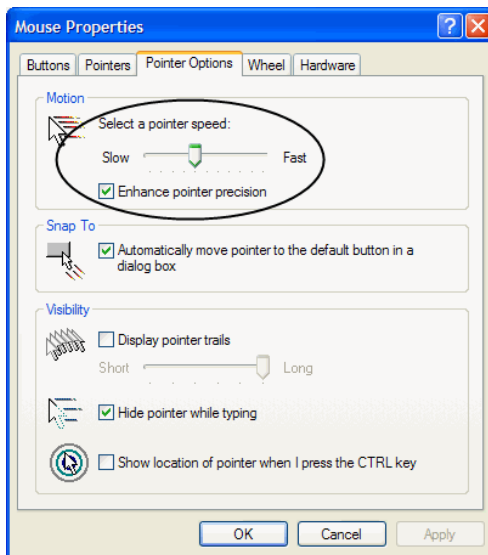 Mouse Properties
Buttons Pointers Pointer Options Wheel Hardware
Motion
Select a pointer speed:
Slow Fast
Enhance pointer precision
Snap To
Automatically move pointer to the default button in a
dialog box
Visibility
Display pointer trails
Short Long
Hide pointer while typing
Show location of pointer when I press the CTRL key
OK Cancel Apply